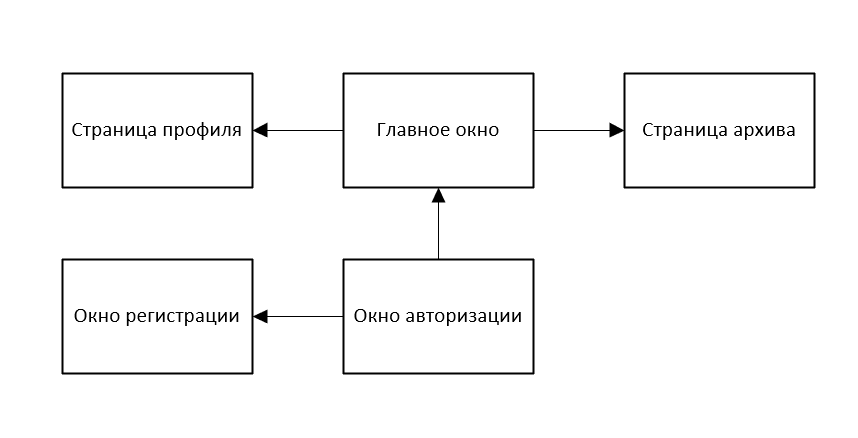 Страница профиля
Главное окно
Страница архива
Окно регистрации
Окно авторизации